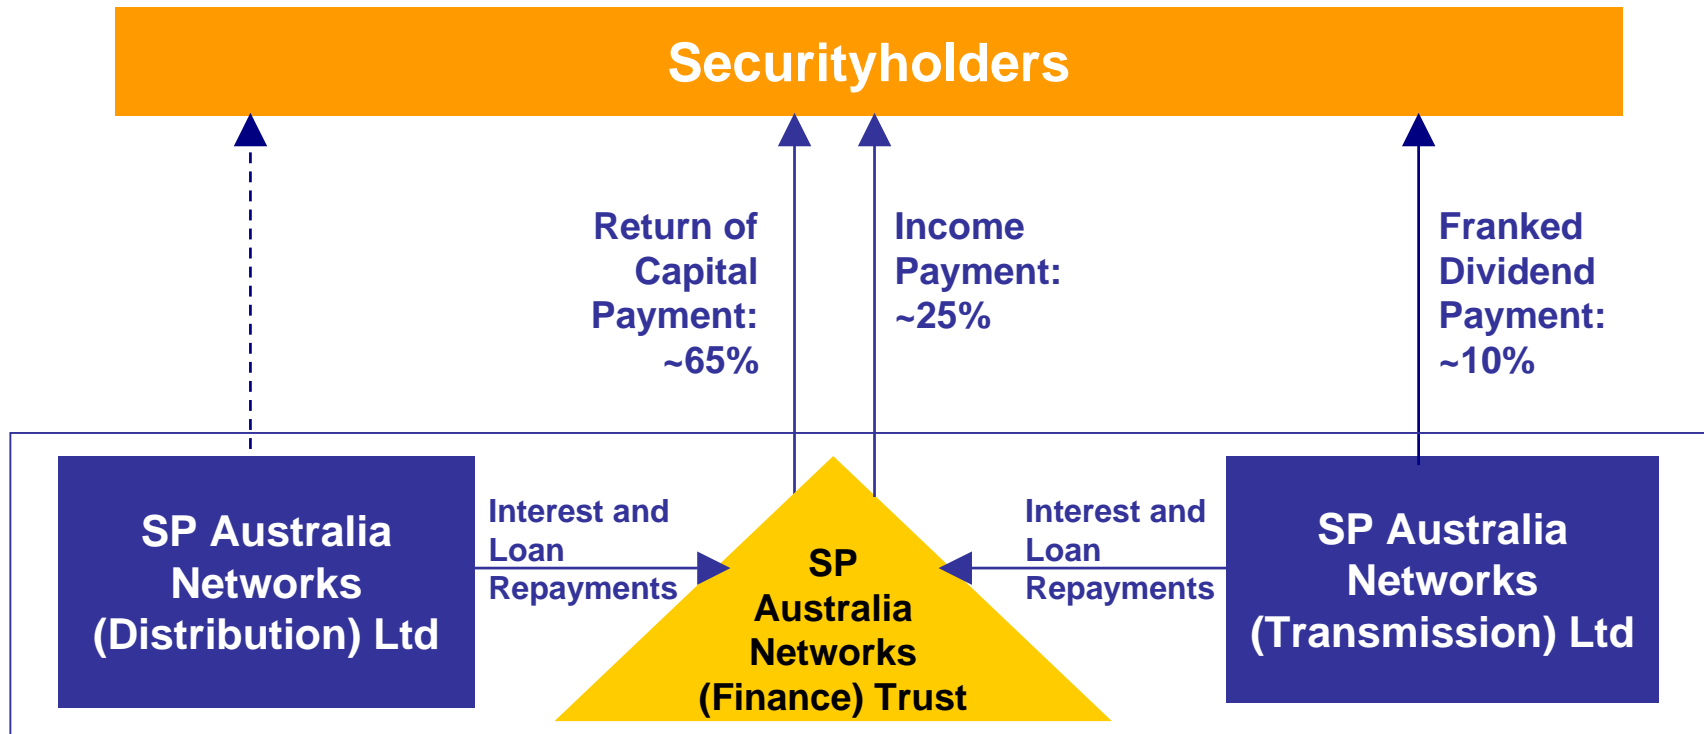 Securityholders
Return of
Capital
Payment:
~65%
Income
Payment:
~25%
Franked
Dividend
Payment:
~10%
SP Australia
Networks
(Distribution) Ltd
Interest and
Loan
Repayments
SP
Australia
Networks
(Finance) Trust
Interest and
Loan
Repayments
SP Australia
Networks
(Transmission) Ltd